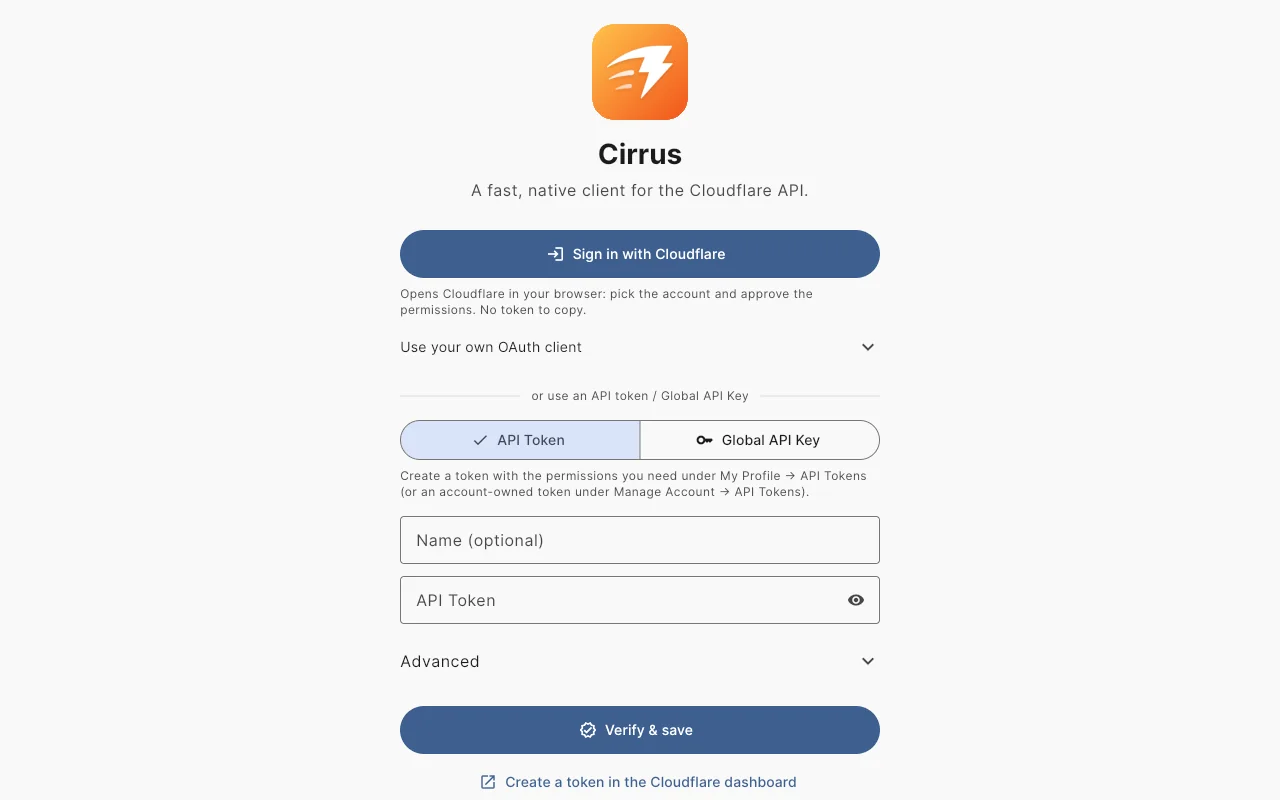 Cirrus
A fast, native client for the Cloudflare API.
Sign in with Cloudflare
Opens Cloudflare in your browser: pick the account and approve the
permissions. No token to copy.
Use your own OAuth client
or use an API token / Global API Key
API Token
Global API Key
Create a token with the permissions you need under My Profile → API Tokens
(or an account-owned token under Manage Account → API Tokens).
Name (optional)
API Token
Advanced
Verify & save
Create a token in the Cloudflare dashboard